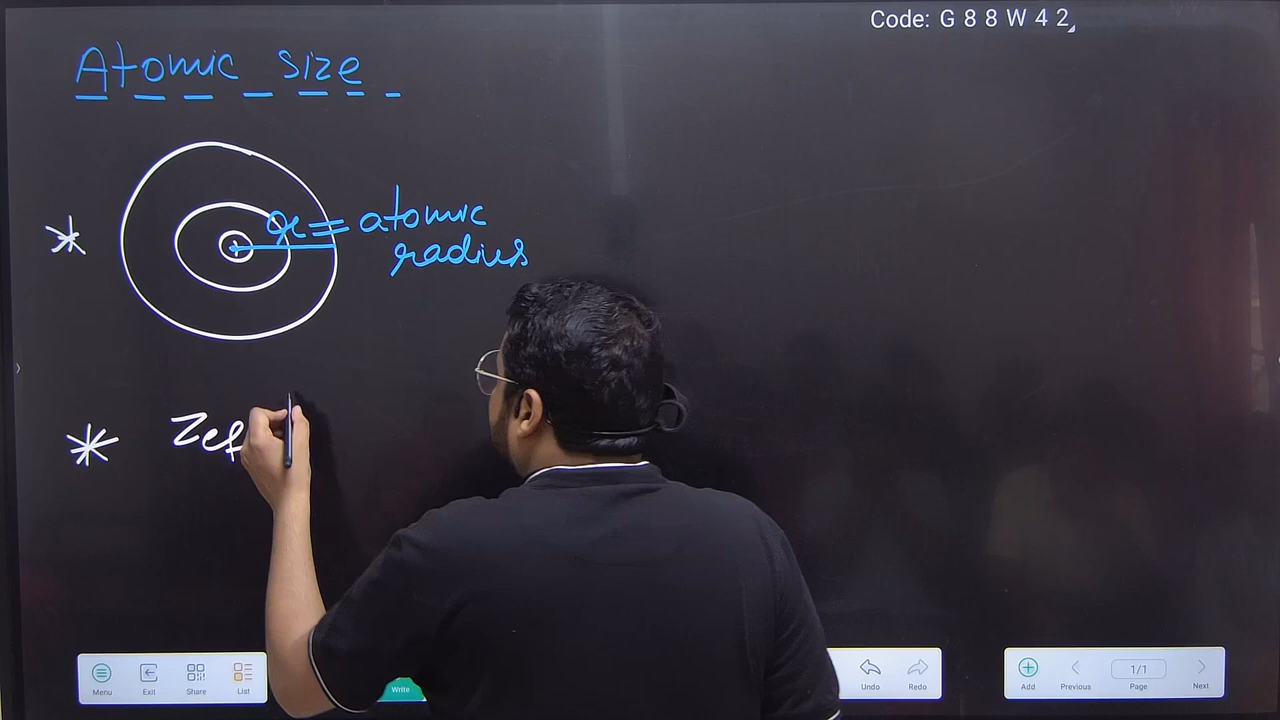 Code: G 8 8 W 4 2
Atomic size
r = atomic
radius
* Zef
Menu Exit Share List Write Undo Redo Add Previous 1/1 Page Next